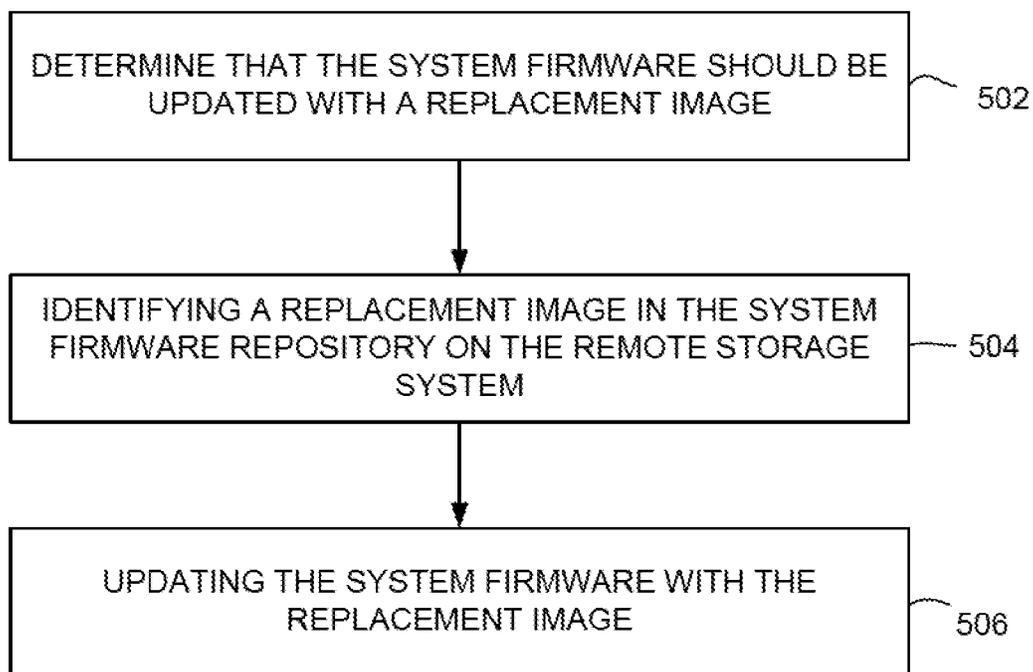 DETERMINE THAT THE SYSTEM FIRMWARE SHOULD BE
UPDATED WITH A REPLACEMENT IMAGE
502
IDENTIFYING A REPLACEMENT IMAGE IN THE SYSTEM
FIRMWARE REPOSITORY ON THE REMOTE STORAGE
SYSTEM
504
UPDATING THE SYSTEM FIRMWARE WITH THE
REPLACEMENT IMAGE
506